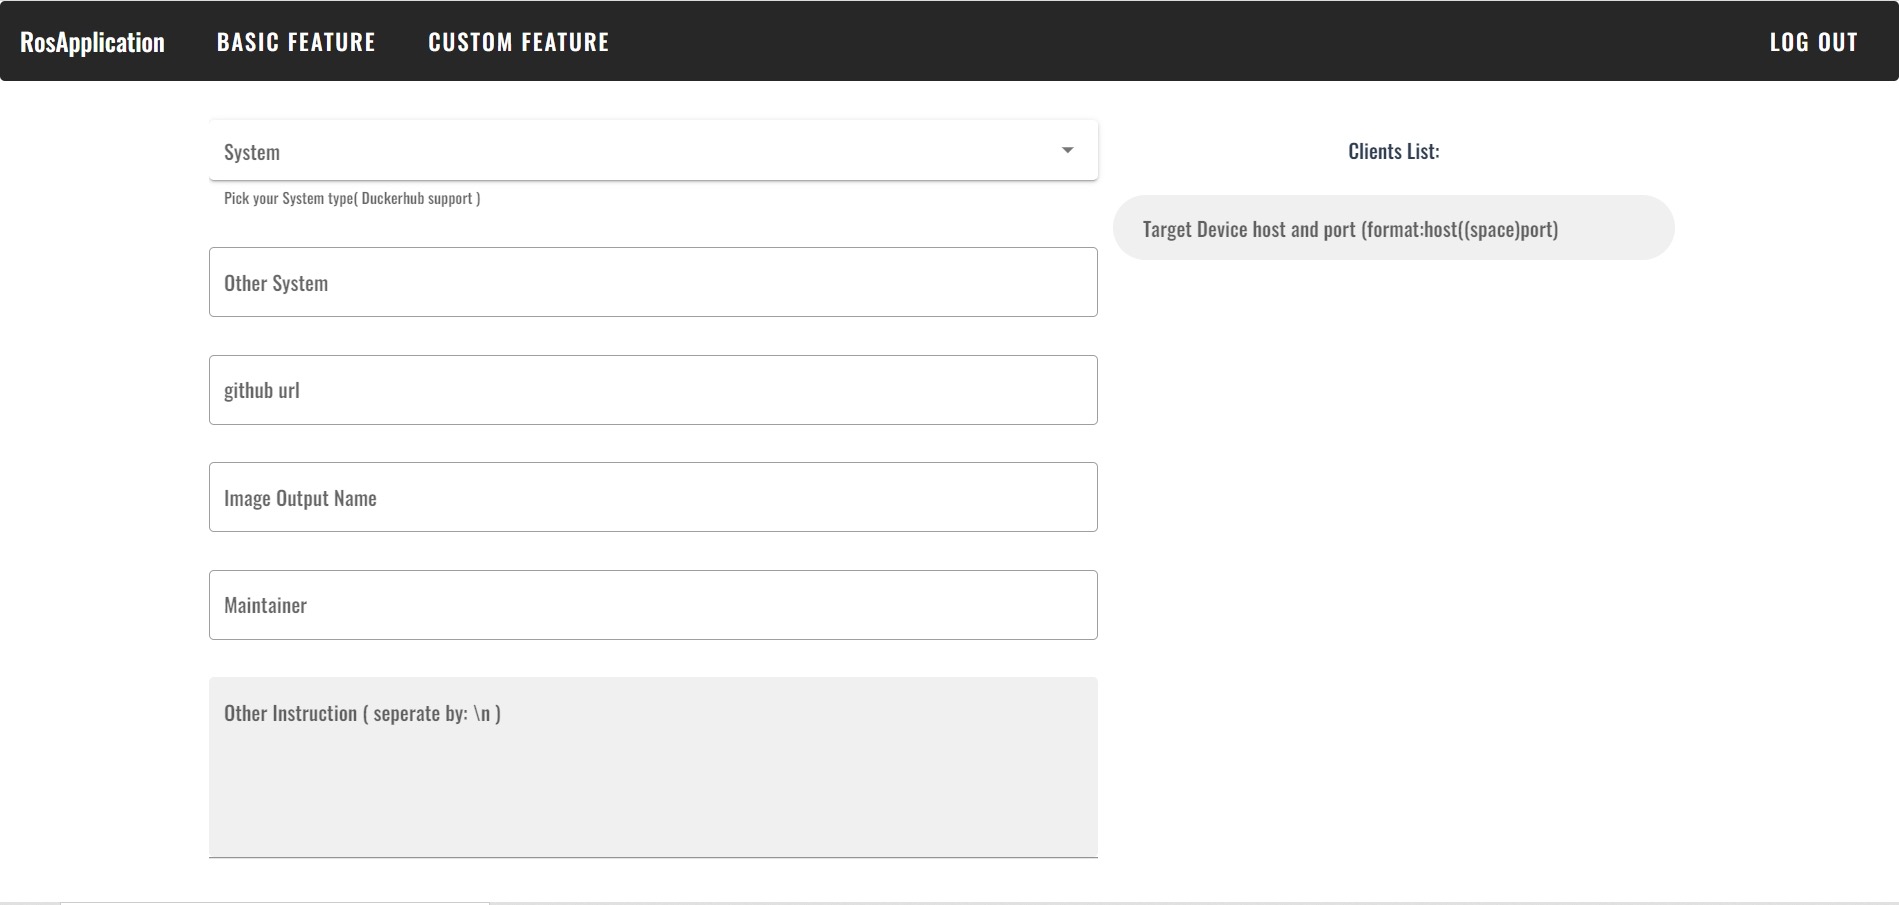 RosApplication BASIC FEATURE CUSTOM FEATURE LOG OUT
System
Pick your System type( Duckerhub support )
Other System
github url
Image Output Name
Maintainer
Other Instruction ( seperate by: \n )
Clients List:
Target Device host and port (format:host((space)port)